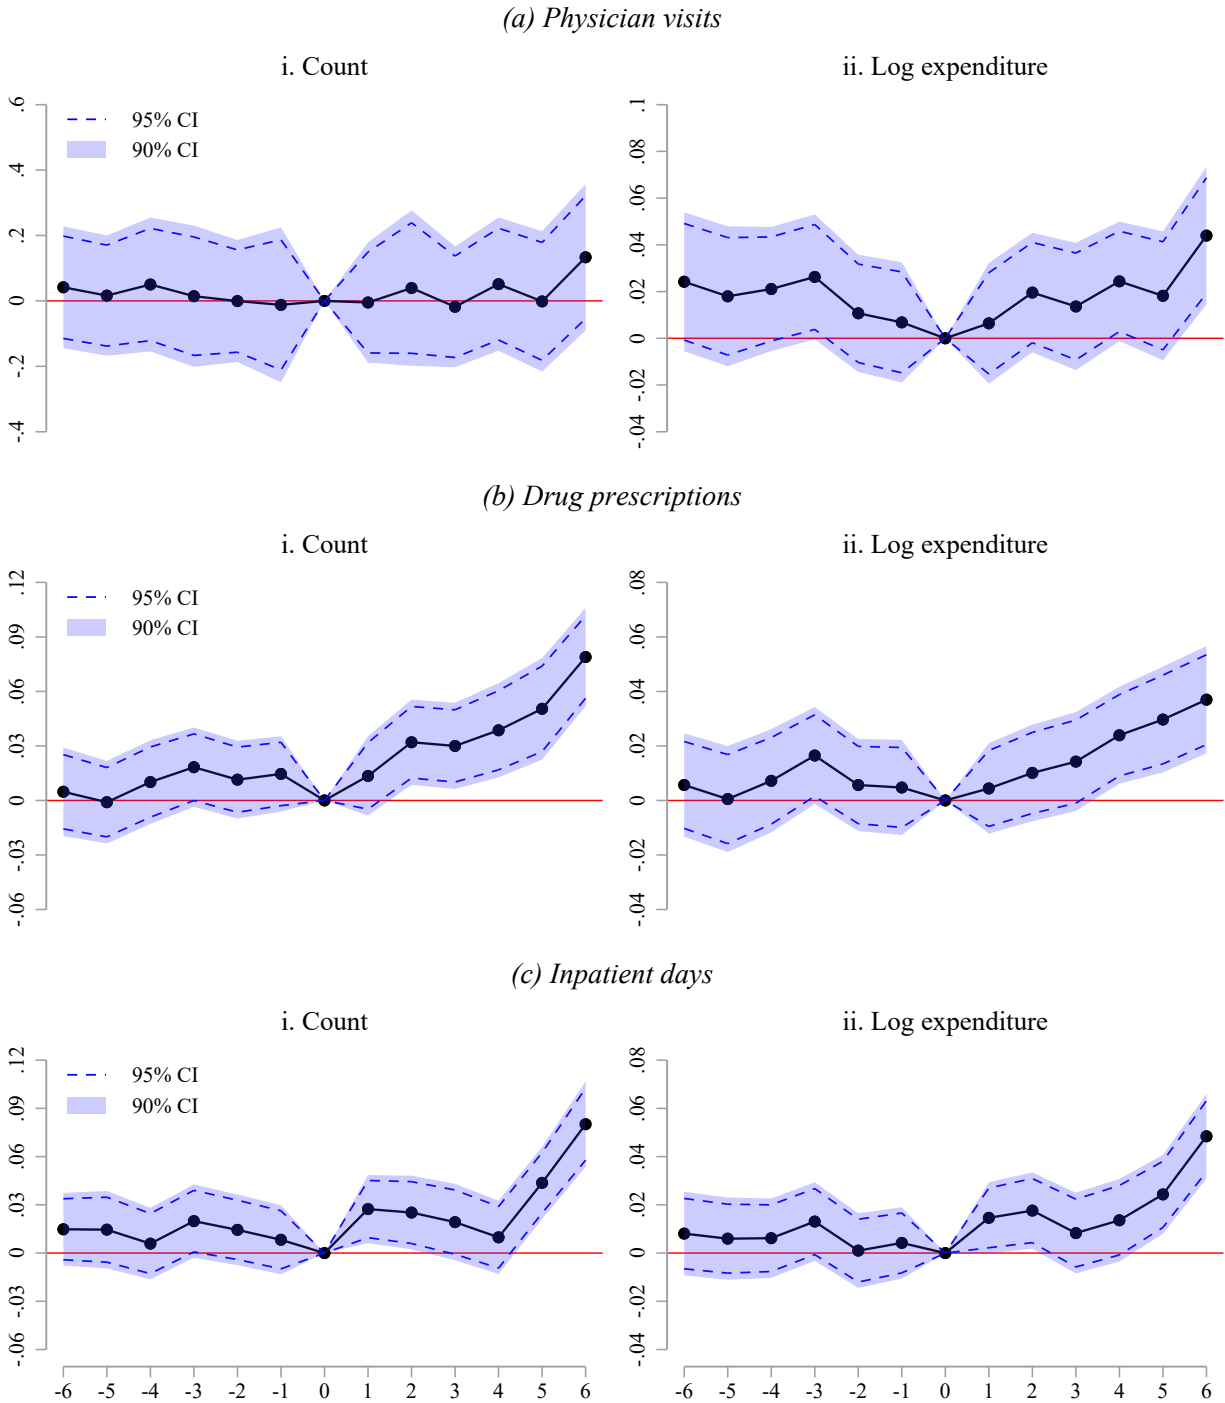 (a) Physician visits
i. Count
ii. Log expenditure
.6
.4
.2
0
-.2
-.4
95% CI
90% CI
.1
.08
.06
.04
.02
0
-.02
-.04
(b) Drug prescriptions
i. Count
ii. Log expenditure
.12
.09
.06
.03
0
-.03
-.06
95% CI
90% CI
.08
.06
.04
.02
0
-.02
-.04
(c) Inpatient days
i. Count
ii. Log expenditure
.12
.09
.06
.03
0
-.03
-.06
95% CI
90% CI
.08
.06
.04
.02
0
-.02
-.04
-6 -5 -4 -3 -2 -1 0 1 2 3 4 5 6
-6 -5 -4 -3 -2 -1 0 1 2 3 4 5 6